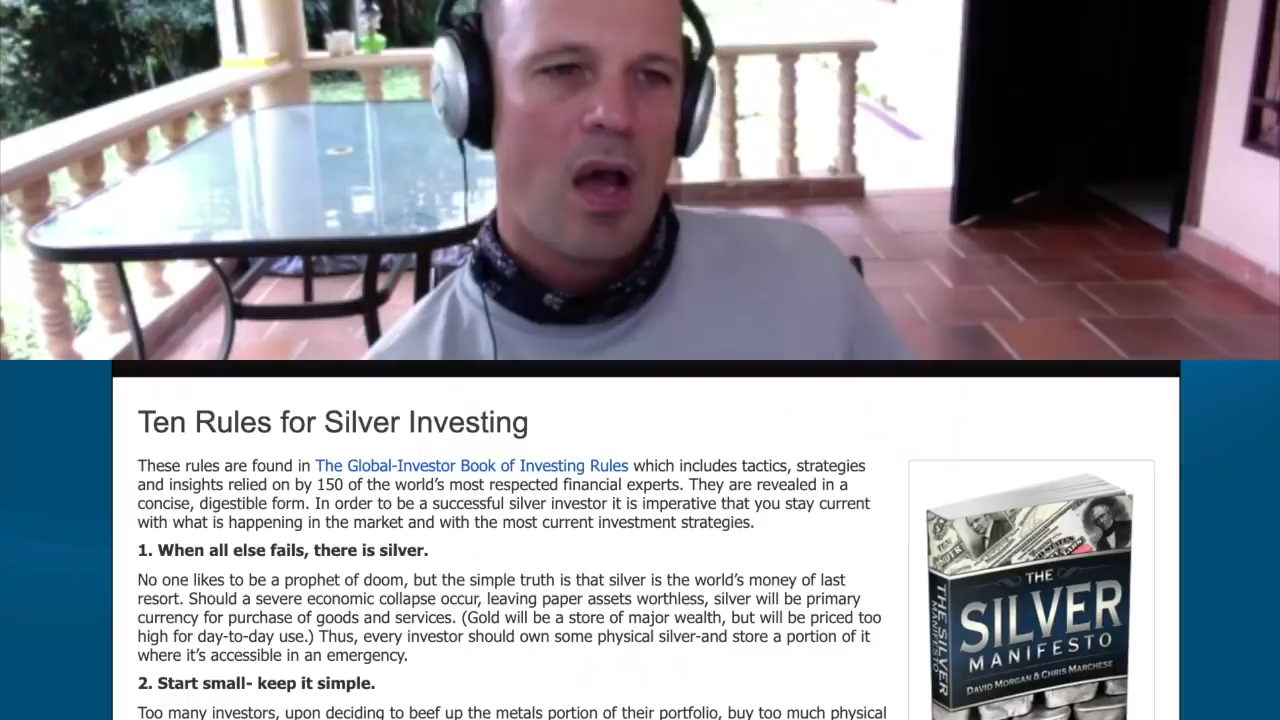 Ten Rules for Silver Investing
These rules are found in The Global-Investor Book of Investing Rules which includes tactics, strategies
and insights relied on by 150 of the world’s most respected financial experts. They are revealed in a
concise, digestible form. In order to be a successful silver investor it is imperative that you stay current
with what is happening in the market and with the most current investment strategies.
1. When all else fails, there is silver.
No one likes to be a prophet of doom, but the simple truth is that silver is the world’s money of last
resort. Should a severe economic collapse occur, leaving paper assets worthless, silver will be primary
currency for purchase of goods and services. (Gold will be a store of major wealth, but will be priced too
high for day-to-day use.) Thus, every investor should own some physical silver-and store a portion of it
where it’s accessible in an emergency.
2. Start small- keep it simple.
Too many investors, upon deciding to beef up the metals portion of their portfolio, buy too much physical
THE
SILVER
MANIFESTO
DAVID MORGAN & CHRIS MARCHESE
THE SILVER
MANIFESTO